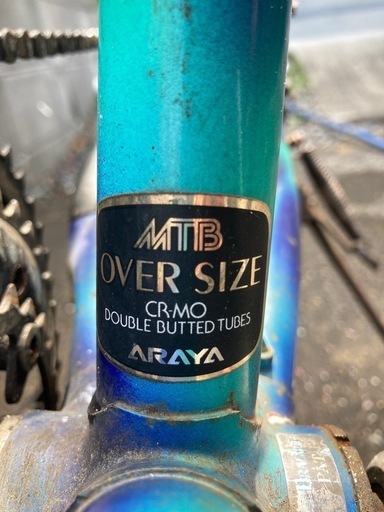 MTB
OVER SIZE
CR-MO
DOUBLE BUTTED TUBES
ARAYA